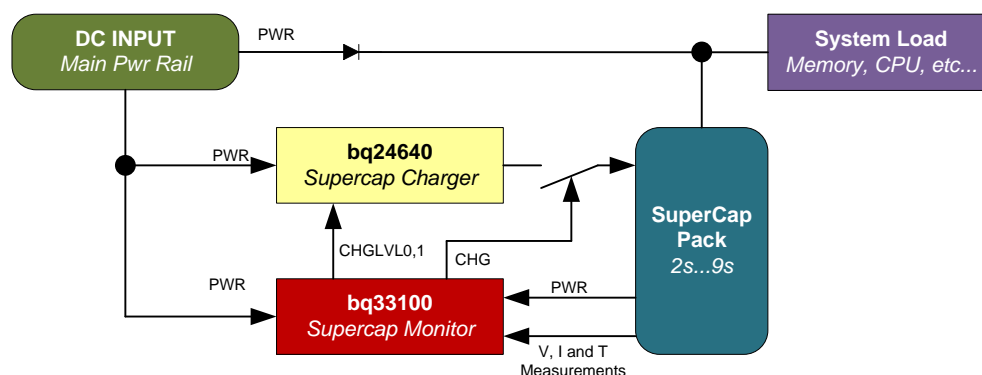 DC INPUT
Main Pwr Rail
PWR
System Load
Memory, CPU, etc...
PWR
bq24640
Supercap Charger
SuperCap
Pack
2s...9s
CHGLVL0,1
CHG
PWR
bq33100
Supercap Monitor
PWR
V, I and T
Measurements